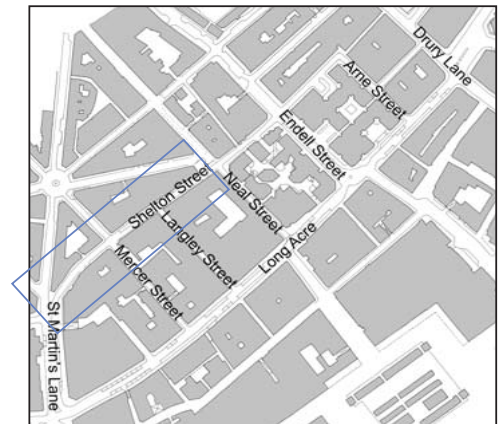 Drury Lane
Arne Street
Endell Street
Shelton Street
Neal Street
Langley Street
Long Acre
Mercer Street
St Martin's Lane